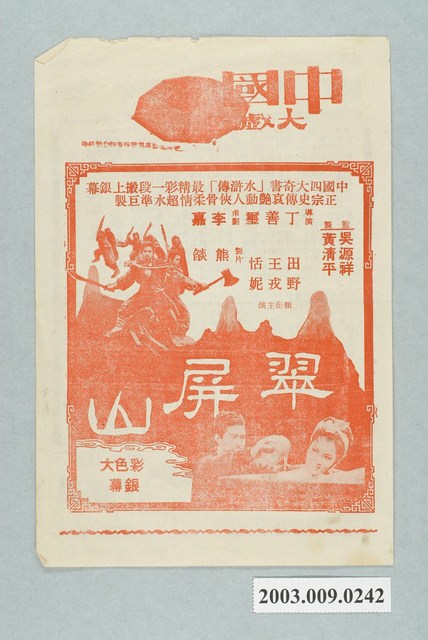 中國
大戲
中國四大奇書「水滸傳」最精彩一段搬上銀幕
正宗史傳哀艷動人俠骨柔情超水準巨製
監製
吳源祥
黃清平
導演
丁善璽
編劇
李嘉
製片
熊燄
田野
王戎
恬妮
領銜主演
翠屏山
彩色大銀幕
2003.009.0242